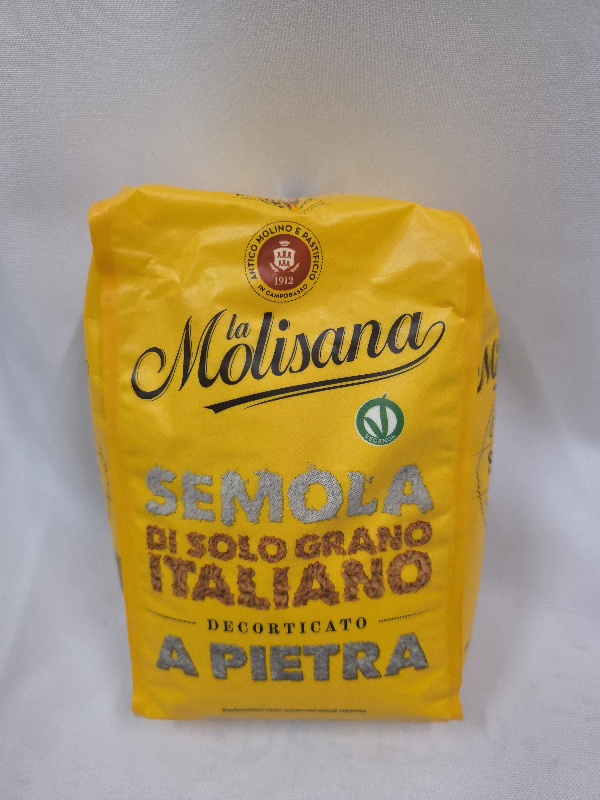 ANTICO MOLINO E PASTIFICIO
1912
IN CAMPOBASSO
la
Molisana
VEGANOK
SEMOLA
DI SOLO GRANO
ITALIANO
DECORTICATO
A PIETRA